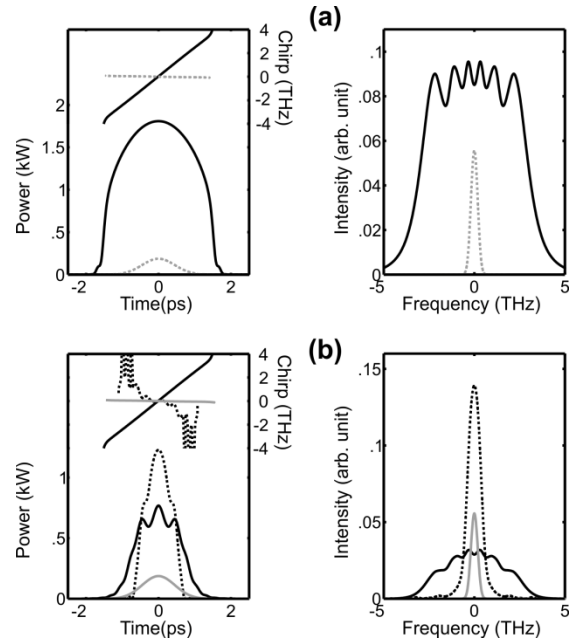 (a)
4
2
0
-2
-4
Chirp (THz)
2
1.5
1
.5
0
Power (kW)
-2 0 2
Time(ps)
.1
0.08
0.06
.04
.02
0
Intensity (arb. unit)
-5 0 5
Frequency (THz)
(b)
4
2
0
-2
-4
Chirp (THz)
1
.5
0
Power (kW)
-2 0 2
Time (ps)
.15
0.1
.05
0
Intensity (arb. unit)
-5 0 5
Frequency (THz)